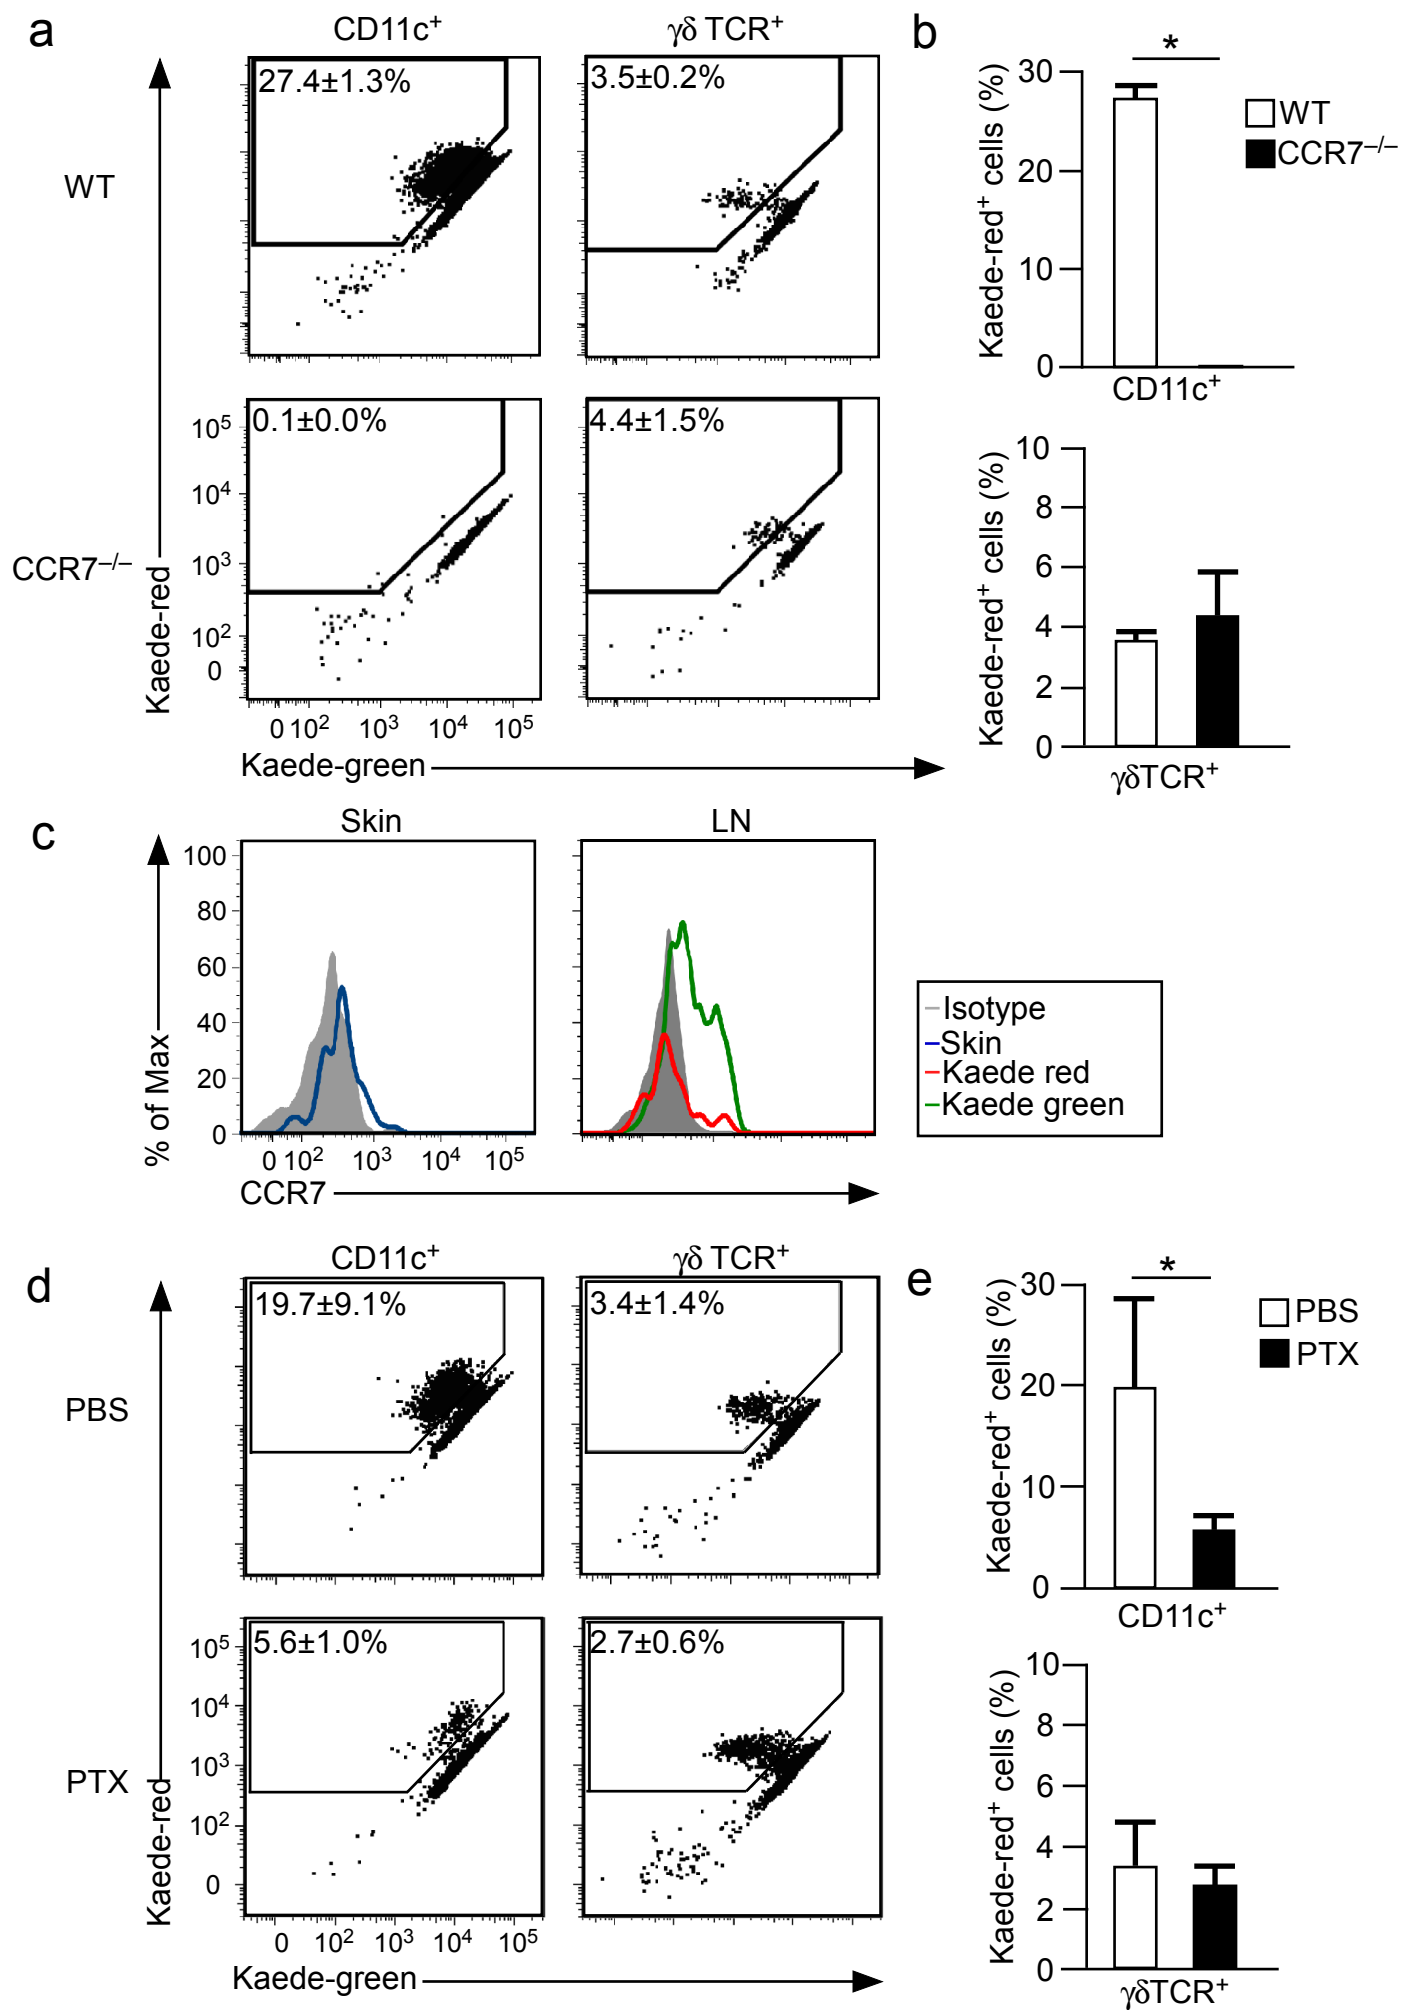 a
CD11c⁺
γδ TCR⁺
WT
27.4±1.3%
3.5±0.2%
CCR7⁻/⁻
0.1±0.0%
4.4±1.5%
10⁵
10⁴
10³
10²
0
Kaede-red
0 10² 10³ 10⁴ 10⁵
Kaede-green
b
*
Kaede-red⁺ cells (%)
30
20
10
0
CD11c⁺
WT
CCR7⁻/⁻
Kaede-red⁺ cells (%)
10
8
6
4
2
0
γδTCR⁺
c
Skin
LN
% of Max
100
80
60
40
20
0
0 10² 10³ 10⁴ 10⁵
CCR7
Isotype
Skin
Kaede red
Kaede green
d
CD11c⁺
γδ TCR⁺
PBS
19.7±9.1%
3.4±1.4%
PTX
5.6±1.0%
2.7±0.6%
10⁵
10⁴
10³
10²
0
Kaede-red
0 10² 10³ 10⁴ 10⁵
Kaede-green
e
*
Kaede-red⁺ cells (%)
30
20
10
0
CD11c⁺
PBS
PTX
Kaede-red⁺ cells (%)
10
8
6
4
2
0
γδTCR⁺